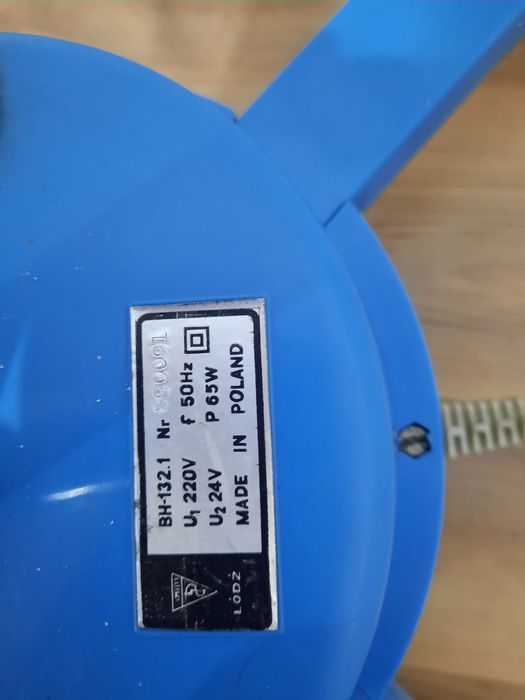 BH-132.1 Nr
U₁ 220V f 50Hz
U₂ 24V P 65W
MADE IN POLAND
ŁÓDŹ